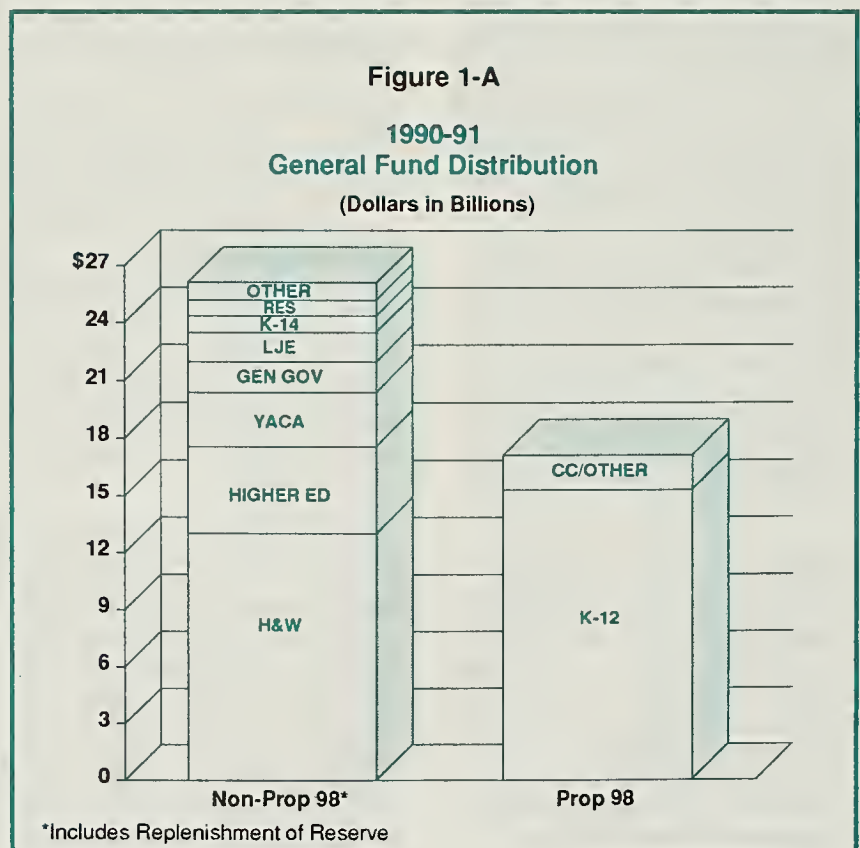 Figure 1-A
1990-91
General Fund Distribution
(Dollars in Billions)
$27
24
21
18
15
12
9
6
3
0
OTHER
RES
K-14
LJE
GEN GOV
YACA
HIGHER ED
H&W
CC/OTHER
K-12
Non-Prop 98*
Prop 98
*Includes Replenishment of Reserve